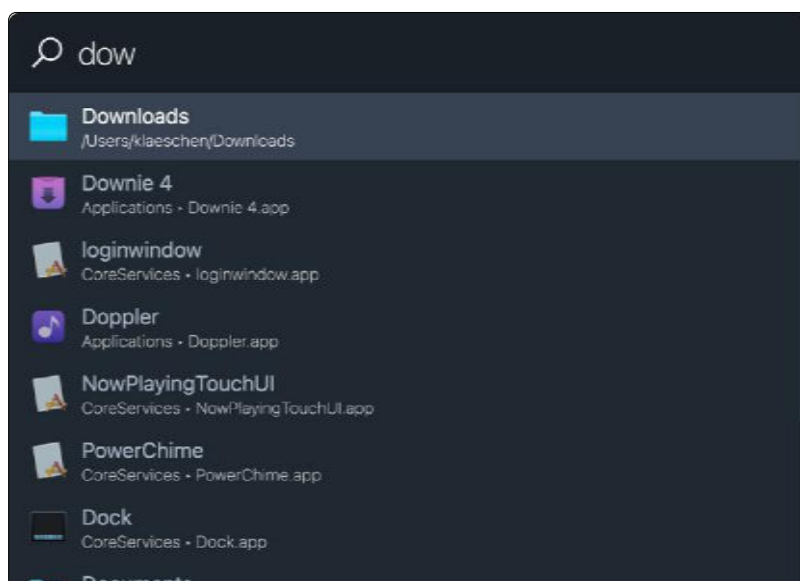 dow
Downloads
/Users/klaeschen/Downloads
Downie 4
Applications • Downie 4.app
loginwindow
CoreServices • loginwindow.app
Doppler
Applications • Doppler.app
NowPlayingTouchUI
CoreServices • NowPlayingTouchUI.app
PowerChime
CoreServices • PowerChime.app
Dock
CoreServices • Dock.app
Documents